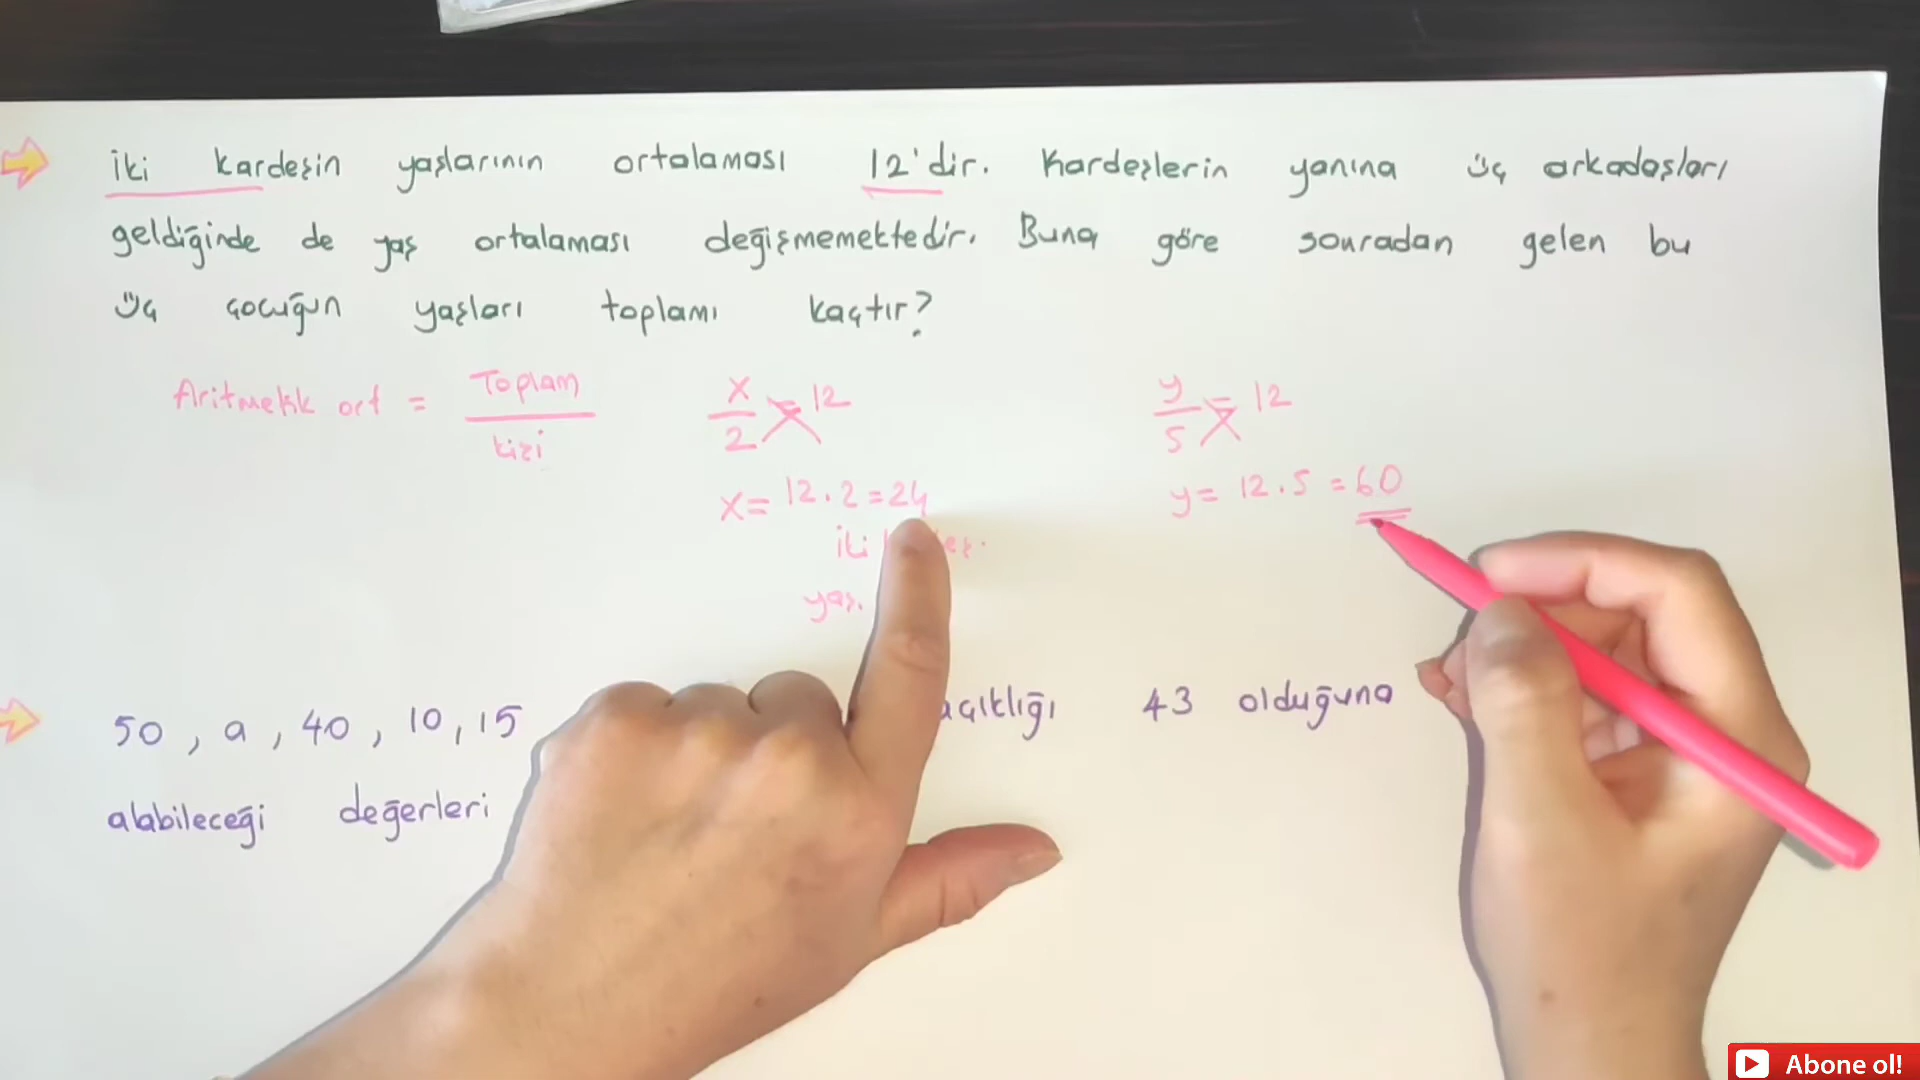 İki kardeşin yaşlarının ortalaması 12'dir. Kardeşlerin yanına üç arkadaşları
geldiğinde de yaş ortalaması değişmemektedir. Buna göre sonradan gelen bu
üç çocuğun yaşları toplamı kaçtır?
Aritmetik ort = Toplam / kişi
x/2 = 12
x = 12.2 = 24
iki
yaş.
y/5 = 12
y = 12.5 = 60
50, a, 40, 10, 15 açıklığı 43 olduğuna
alabileceği değerleri
Abone ol!